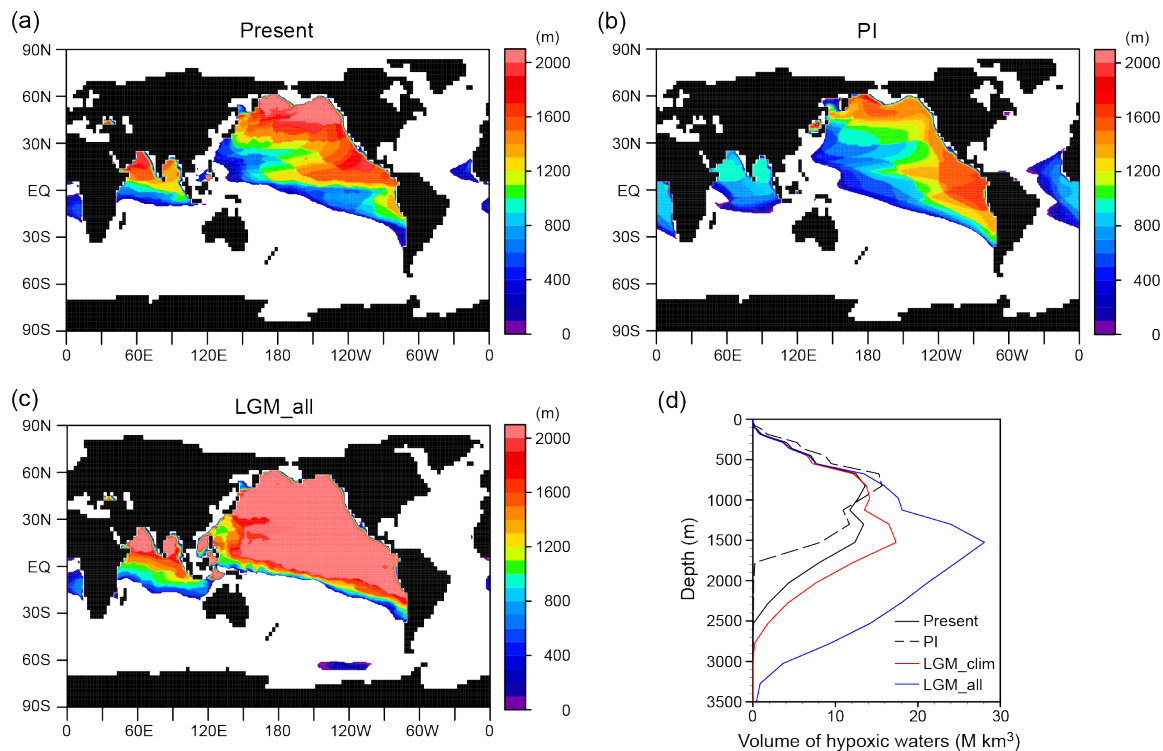 (a)
Present
(m)
90N
60N
30N
EQ
30S
60S
90S
0
60E
120E
180
120W
60W
0
2000
1600
1200
800
400
0
(b)
PI
(m)
90N
60N
30N
EQ
30S
60S
90S
0
60E
120E
180
120W
60W
0
2000
1600
1200
800
400
0
(c)
LGM_all
(m)
90N
60N
30N
EQ
30S
60S
90S
0
60E
120E
180
120W
60W
0
2000
1600
1200
800
400
0
(d)
0
500
1000
1500
2000
2500
3000
3500
Depth (m)
Present
PI
LGM_clim
LGM_all
0
10
20
30
Volume of hypoxic waters (M km³)